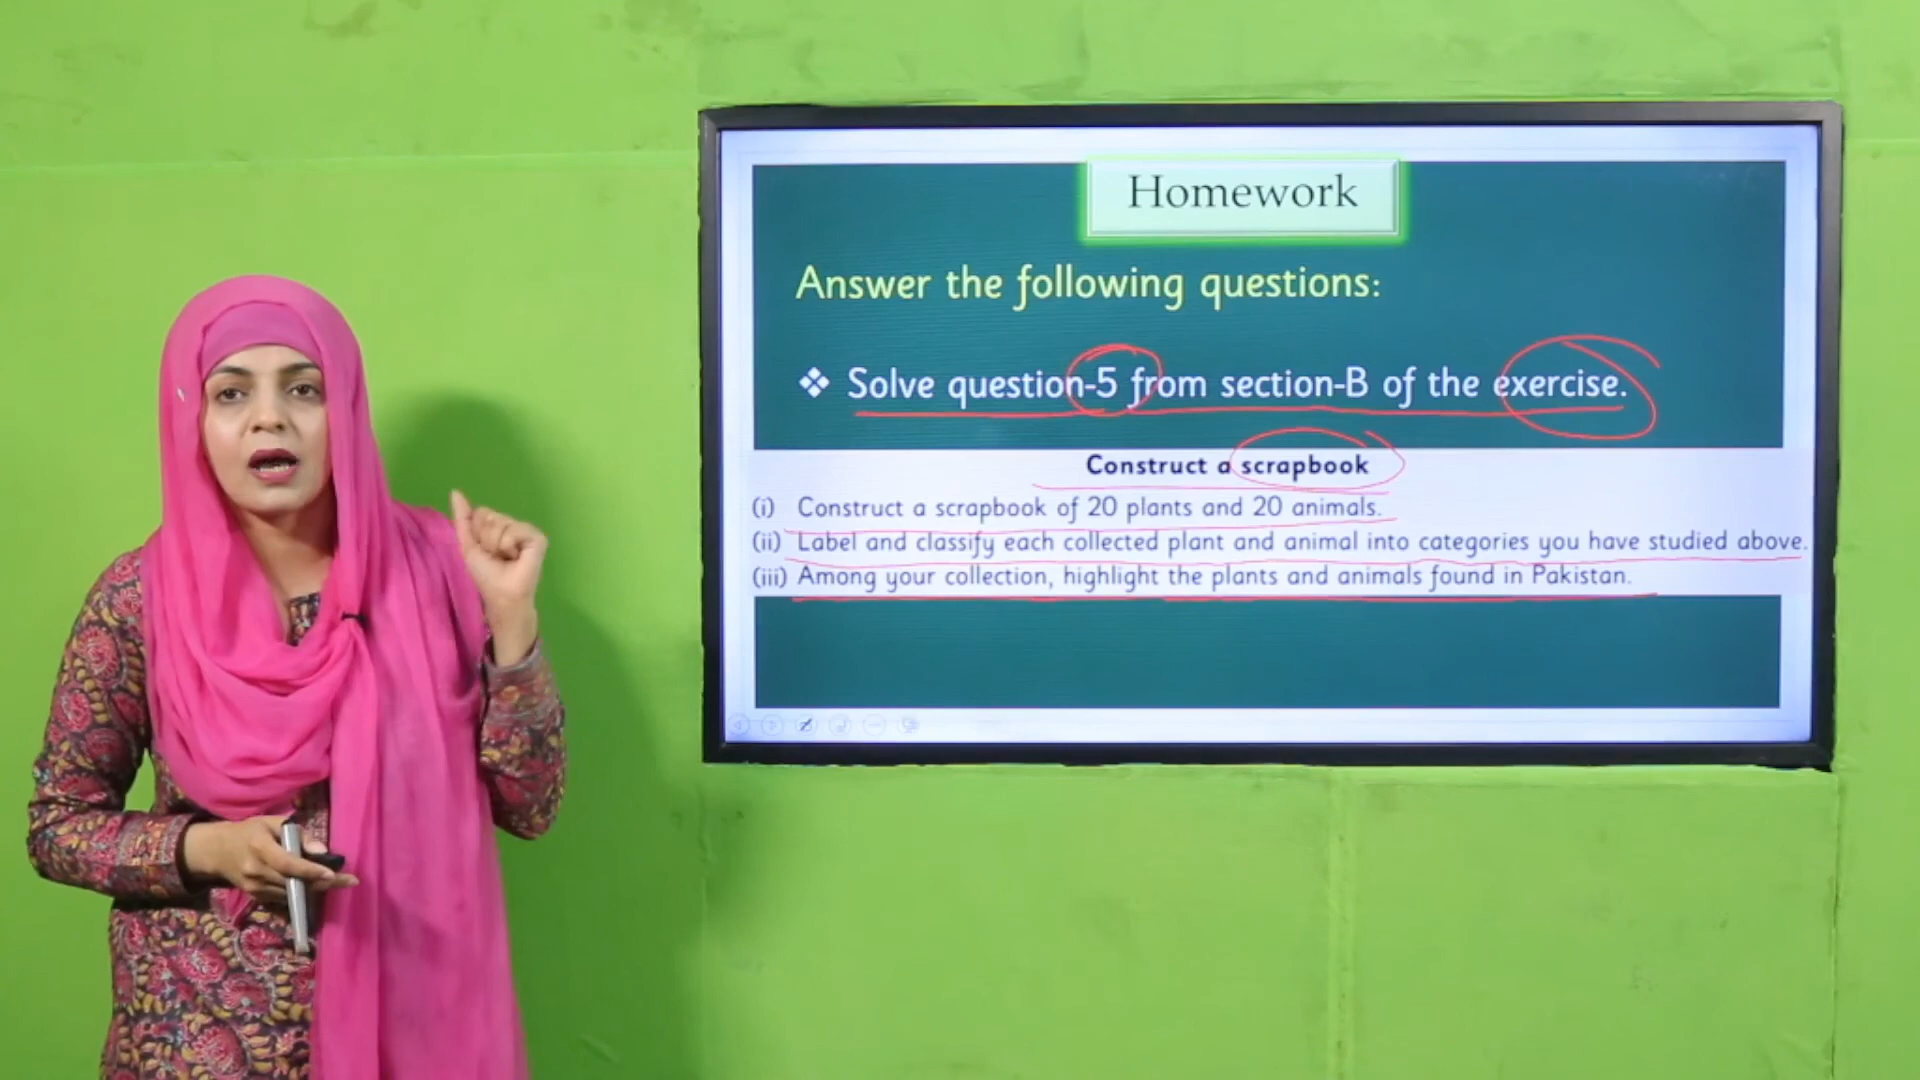 Homework
Answer the following questions:
❖ Solve question-5 from section-B of the exercise.
Construct a scrapbook
(i) Construct a scrapbook of 20 plants and 20 animals.
(ii) Label and classify each collected plant and animal into categories you have studied above.
(iii) Among your collection, highlight the plants and animals found in Pakistan.